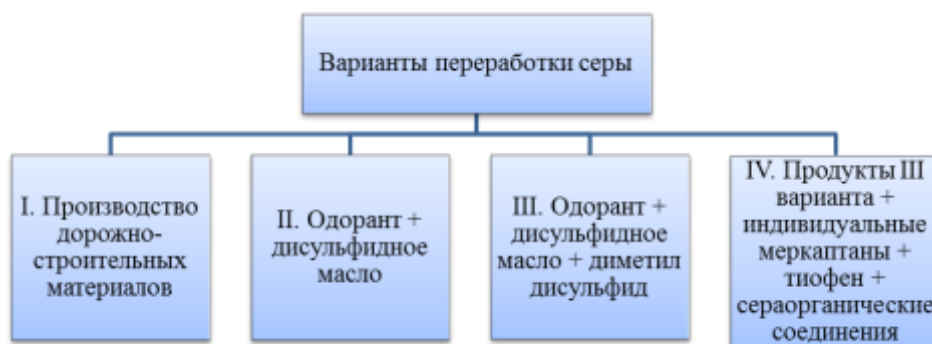 Варианты переработки серы
I. Производство
дорожно-
строительных
материалов
II. Одорант +
дисульфидное
масло
III. Одорант +
дисульфидное
масло + диметил
дисульфид
IV. Продукты III
варианта +
индивидуальные
меркаптаны +
тиофен +
сераорганические
соединения